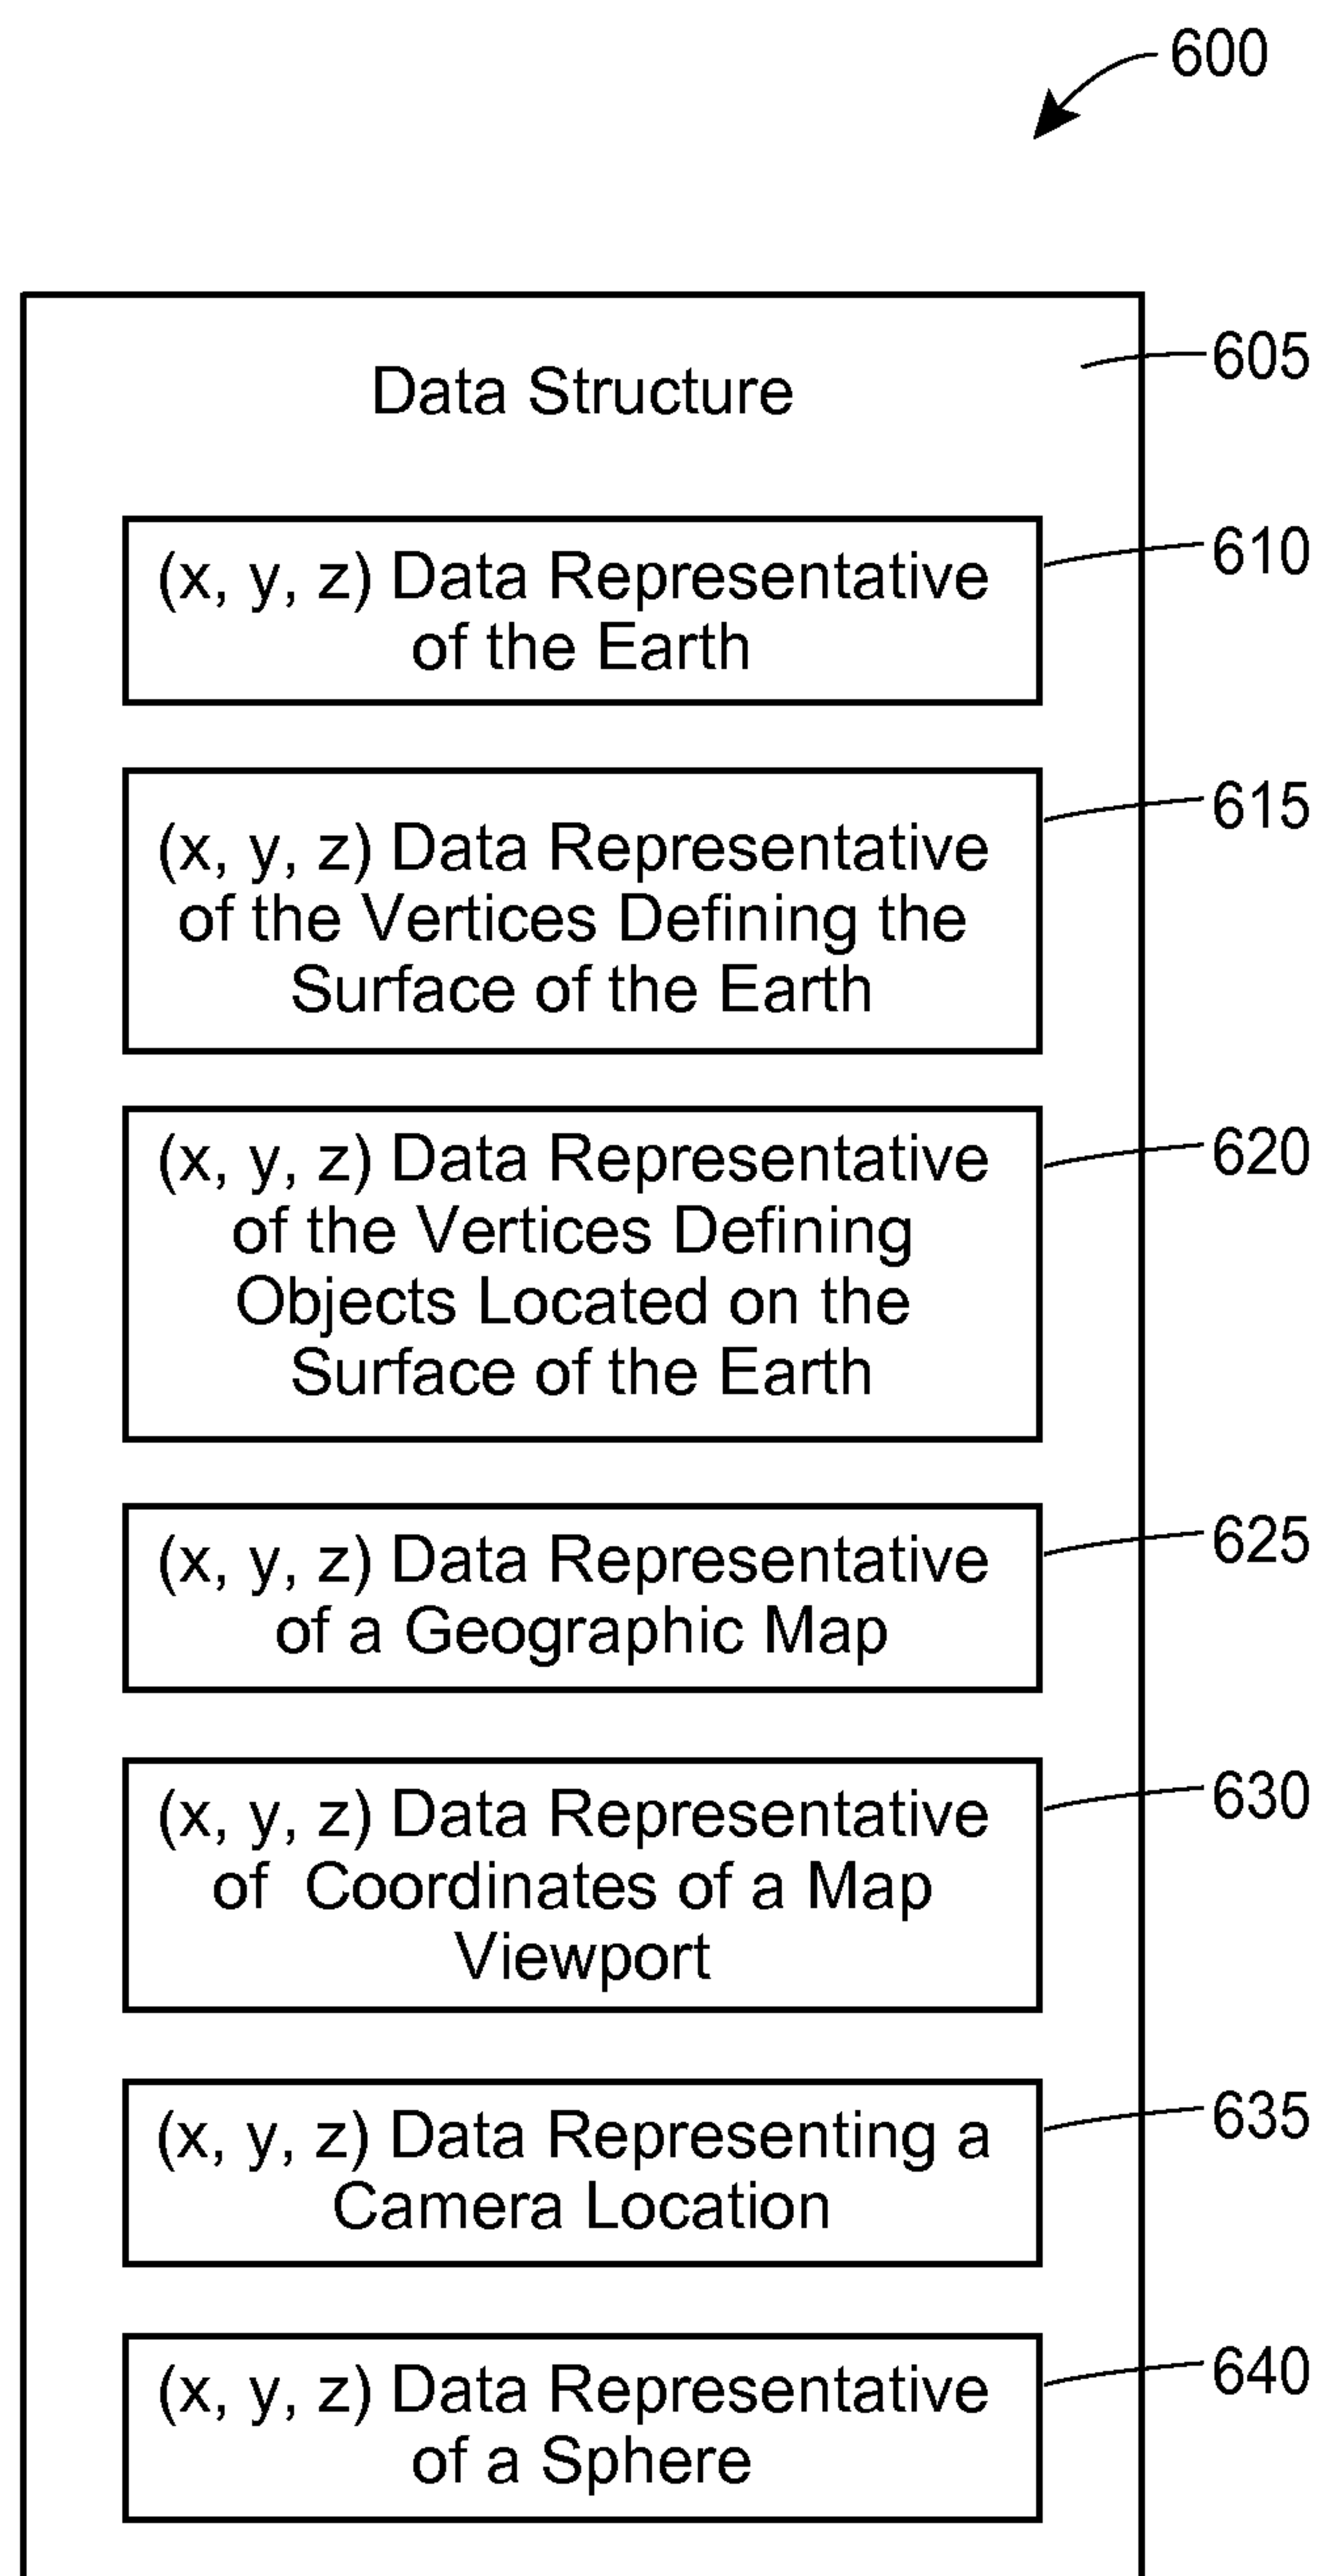 600
605
Data Structure
610
(x, y, z) Data Representative
of the Earth
615
(x, y, z) Data Representative
of the Vertices Defining the
Surface of the Earth
620
(x, y, z) Data Representative
of the Vertices Defining
Objects Located on the
Surface of the Earth
625
(x, y, z) Data Representative
of a Geographic Map
630
(x, y, z) Data Representative
of  Coordinates of a Map
Viewport
635
(x, y, z) Data Representing a
Camera Location
640
(x, y, z) Data Representative
of a Sphere